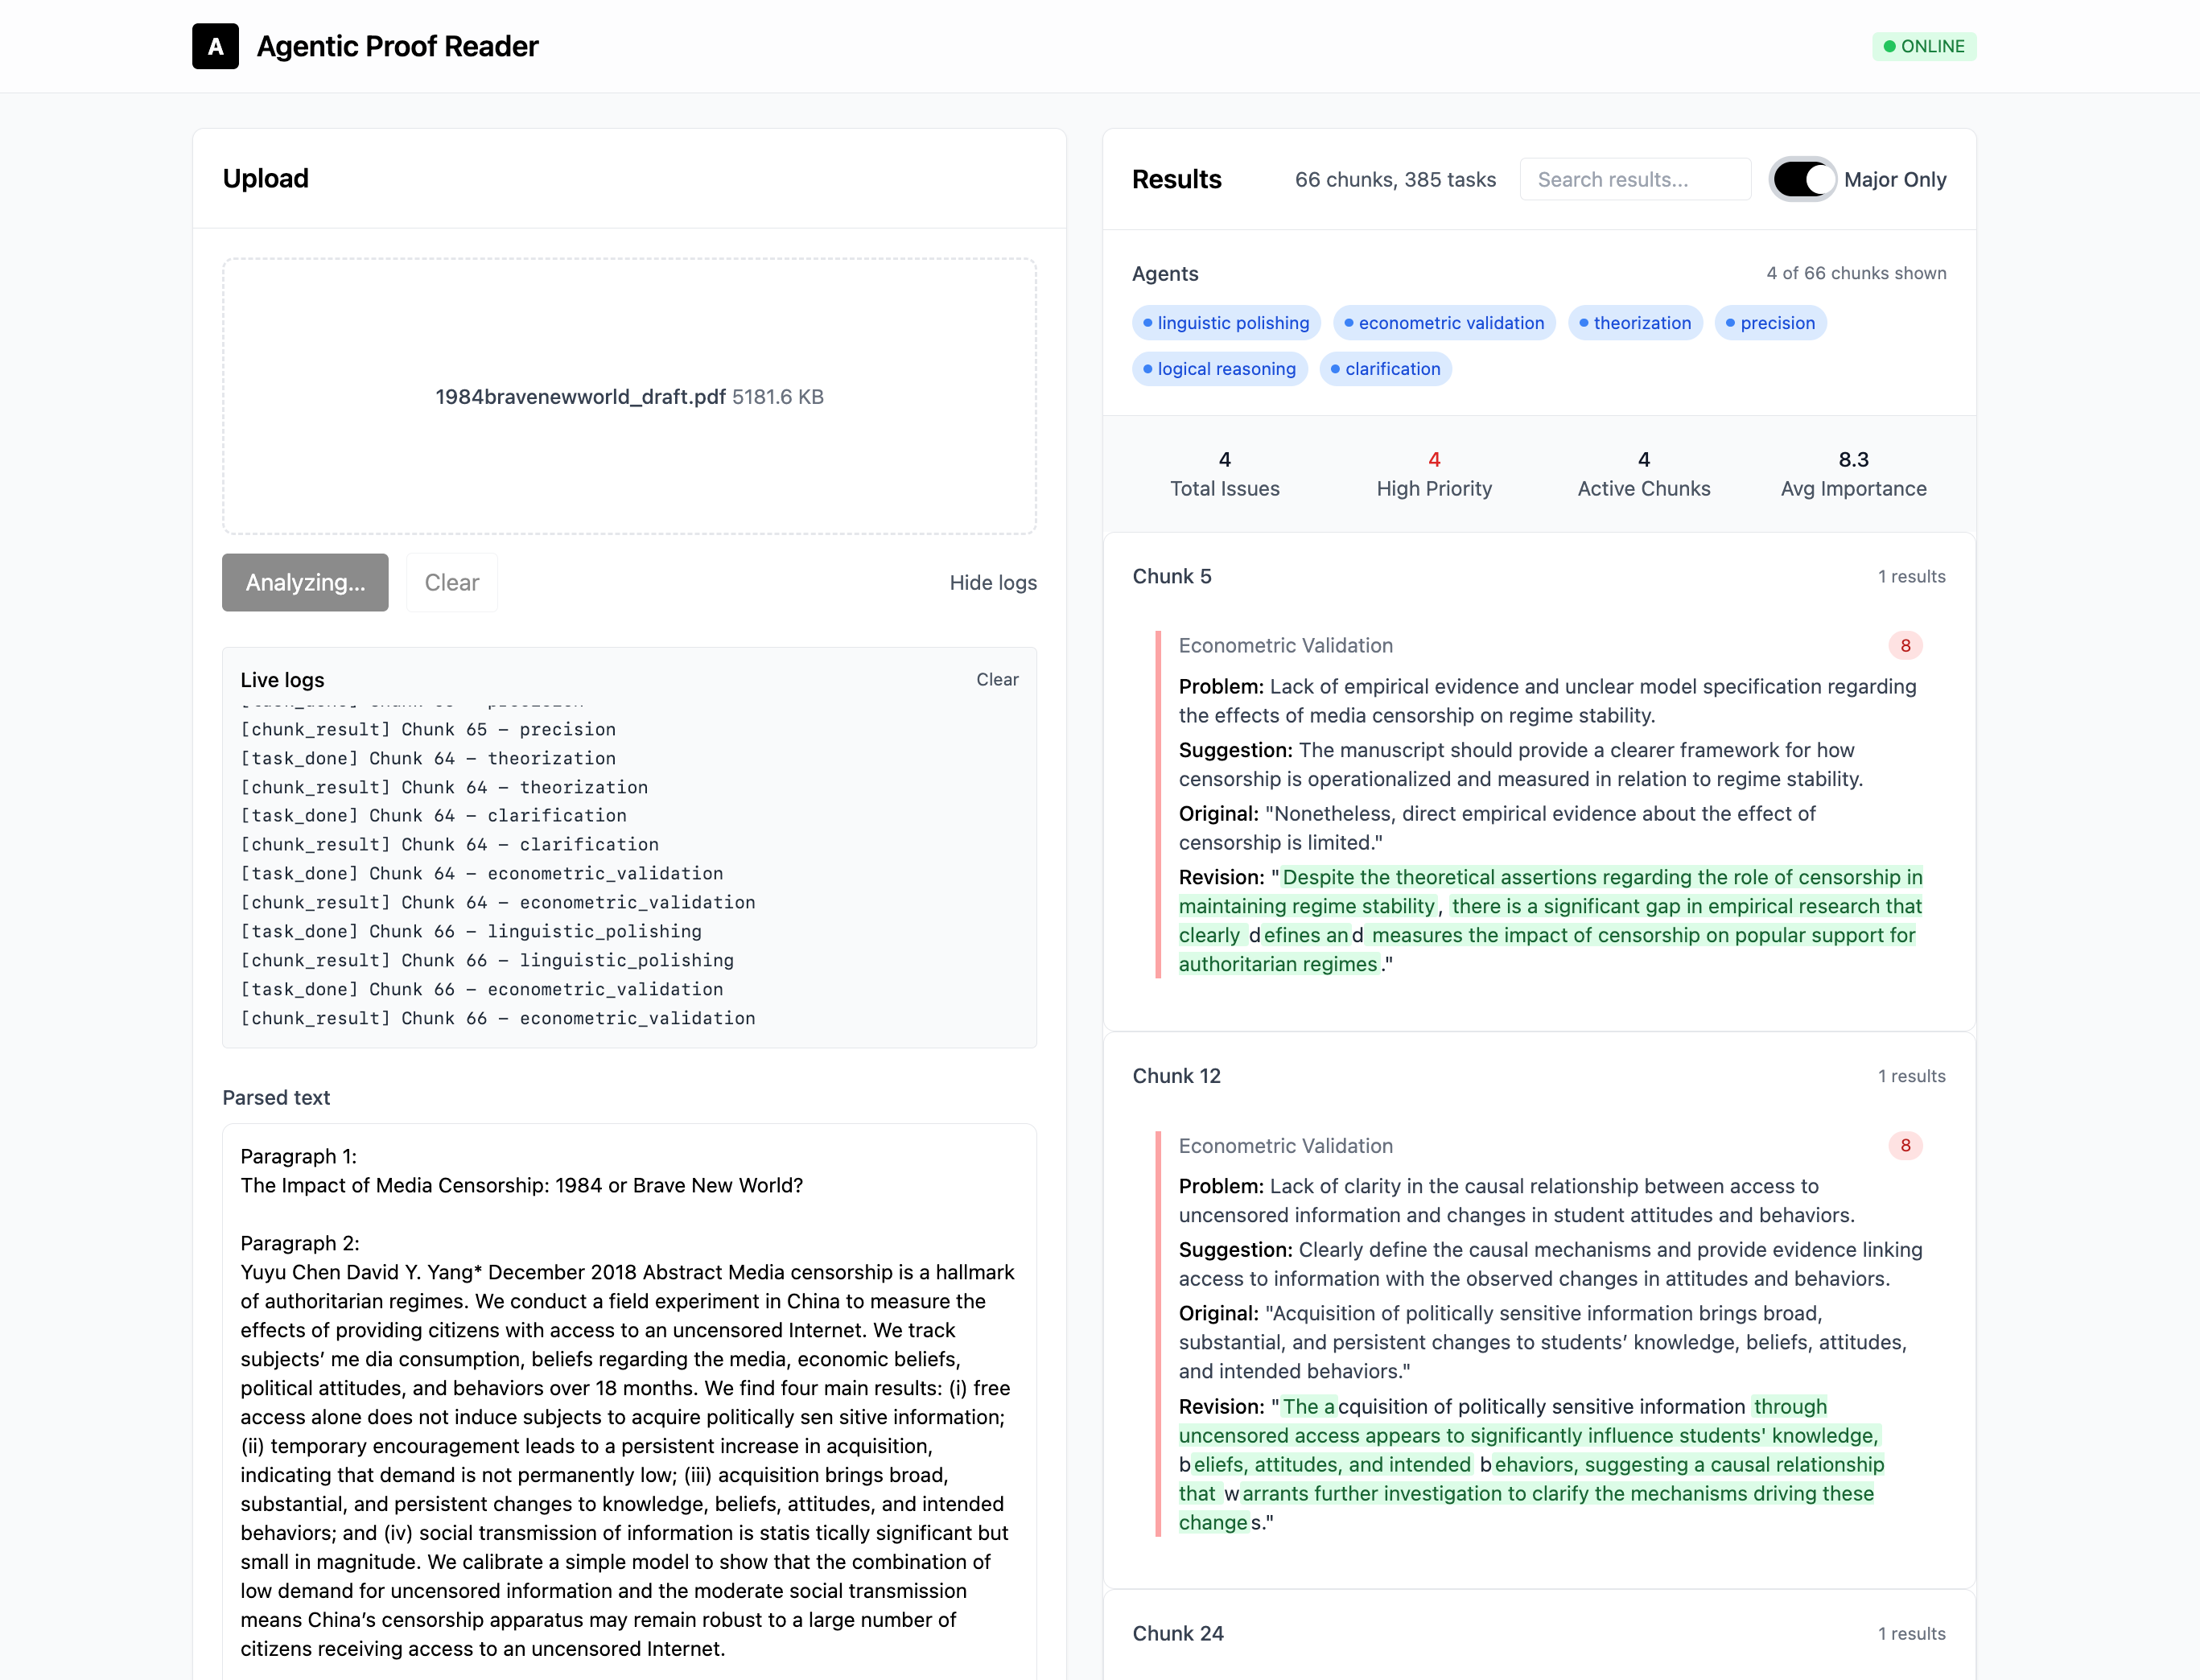 A
Agentic Proof Reader
ONLINE
Upload
1984bravenewworld_draft.pdf 5181.6 KB
Analyzing...
Clear
Hide logs
Live logs
Clear
[chunk_result] Chunk 65 – precision
[task_done] Chunk 64 – theorization
[chunk_result] Chunk 64 – theorization
[task_done] Chunk 64 – clarification
[chunk_result] Chunk 64 – clarification
[task_done] Chunk 64 – econometric_validation
[chunk_result] Chunk 64 – econometric_validation
[task_done] Chunk 66 – linguistic_polishing
[chunk_result] Chunk 66 – linguistic_polishing
[task_done] Chunk 66 – econometric_validation
[chunk_result] Chunk 66 – econometric_validation
Parsed text
Paragraph 1:
The Impact of Media Censorship: 1984 or Brave New World?
Paragraph 2:
Yuyu Chen David Y. Yang* December 2018 Abstract Media censorship is a hallmark
of authoritarian regimes. We conduct a field experiment in China to measure the
effects of providing citizens with access to an uncensored Internet. We track
subjects’ me dia consumption, beliefs regarding the media, economic beliefs,
political attitudes, and behaviors over 18 months. We find four main results: (i) free
access alone does not induce subjects to acquire politically sen sitive information;
(ii) temporary encouragement leads to a persistent increase in acquisition,
indicating that demand is not permanently low; (iii) acquisition brings broad,
substantial, and persistent changes to knowledge, beliefs, attitudes, and intended
behaviors; and (iv) social transmission of information is statis tically significant but
small in magnitude. We calibrate a simple model to show that the combination of
low demand for uncensored information and the moderate social transmission
means China’s censorship apparatus may remain robust to a large number of
citizens receiving access to an uncensored Internet.
Results
66 chunks, 385 tasks
Search results...
Major Only
Agents
4 of 66 chunks shown
linguistic polishing
econometric validation
theorization
precision
logical reasoning
clarification
4
Total Issues
4
High Priority
4
Active Chunks
8.3
Avg Importance
Chunk 5
1 results
Econometric Validation
8
Problem: Lack of empirical evidence and unclear model specification regarding
the effects of media censorship on regime stability.
Suggestion: The manuscript should provide a clearer framework for how
censorship is operationalized and measured in relation to regime stability.
Original: "Nonetheless, direct empirical evidence about the effect of
censorship is limited."
Revision: "Despite the theoretical assertions regarding the role of censorship in
maintaining regime stability, there is a significant gap in empirical research that
clearly defines and measures the impact of censorship on popular support for
authoritarian regimes."
Chunk 12
1 results
Econometric Validation
8
Problem: Lack of clarity in the causal relationship between access to
uncensored information and changes in student attitudes and behaviors.
Suggestion: Clearly define the causal mechanisms and provide evidence linking
access to information with the observed changes in attitudes and behaviors.
Original: "Acquisition of politically sensitive information brings broad,
substantial, and persistent changes to students’ knowledge, beliefs, attitudes,
and intended behaviors."
Revision: "The acquisition of politically sensitive information through
uncensored access appears to significantly influence students' knowledge,
beliefs, attitudes, and intended behaviors, suggesting a causal relationship
that warrants further investigation to clarify the mechanisms driving these
changes."
Chunk 24
1 results